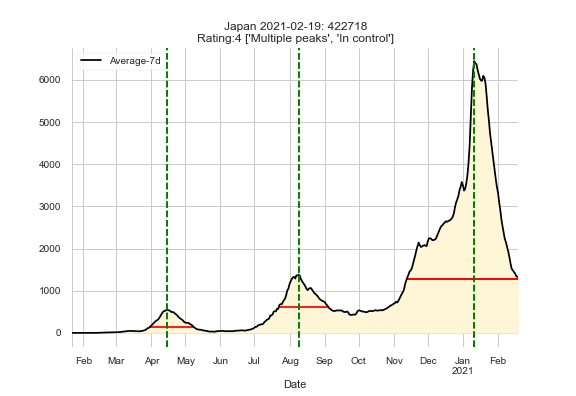 Japan 2021-02-19: 422718
Rating:4 ['Multiple peaks', 'In control']
Average-7d
6000
5000
4000
3000
2000
1000
0
Feb Mar Apr May Jun Jul Aug Sep Oct Nov Dec Jan Feb
2021
Date